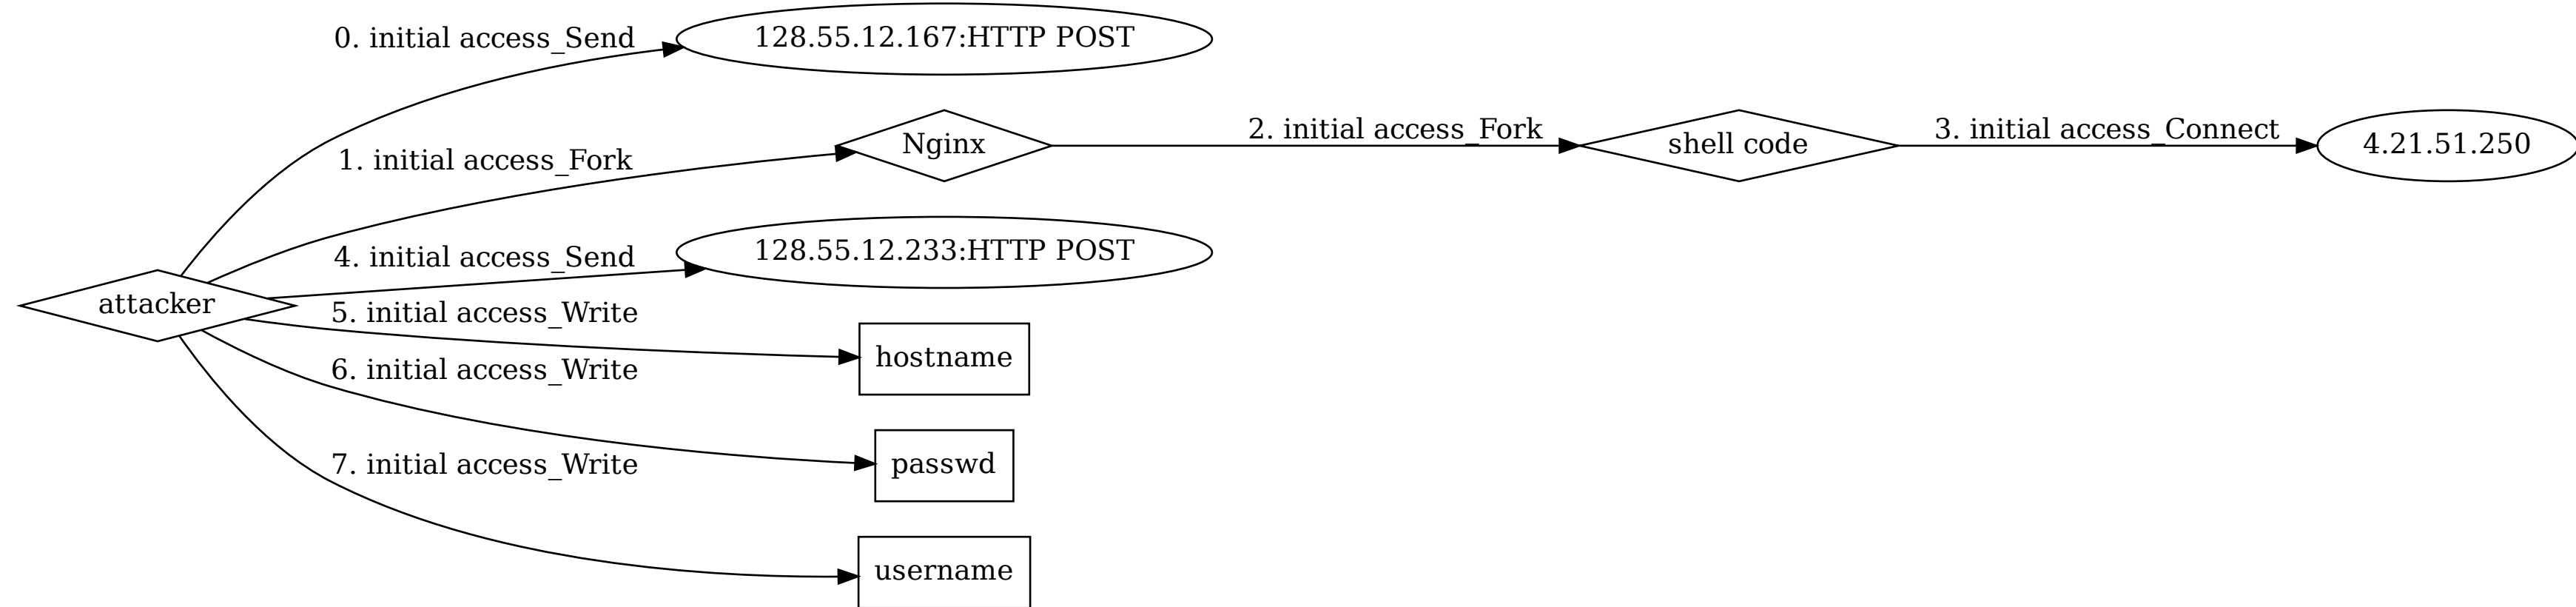 0. initial access_Send
128.55.12.167:HTTP POST
1. initial access_Fork
Nginx
2. initial access_Fork
shell code
3. initial access_Connect
4.21.51.250
4. initial access_Send
128.55.12.233:HTTP POST
attacker
5. initial access_Write
hostname
6. initial access_Write
passwd
7. initial access_Write
username